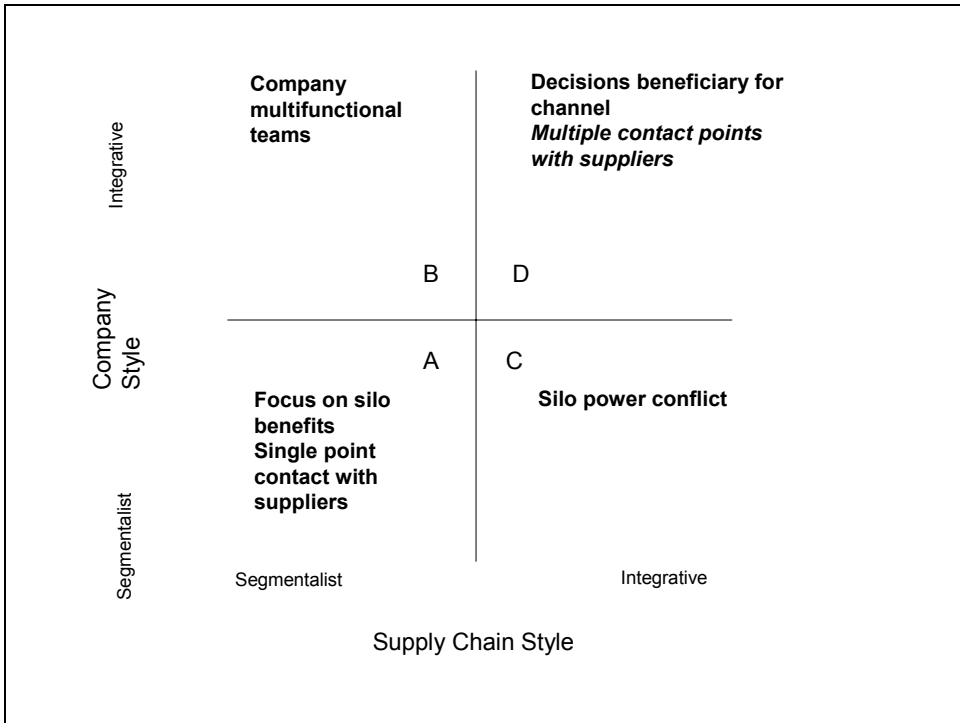 Company
multifunctional
teams
Decisions beneficiary for
channel
Multiple contact points
with suppliers
Integrative
B
D
Company
Style
A
C
Focus on silo
benefits
Single point
contact with
suppliers
Silo power conflict
Segmentalist
Segmentalist
Integrative
Supply Chain Style